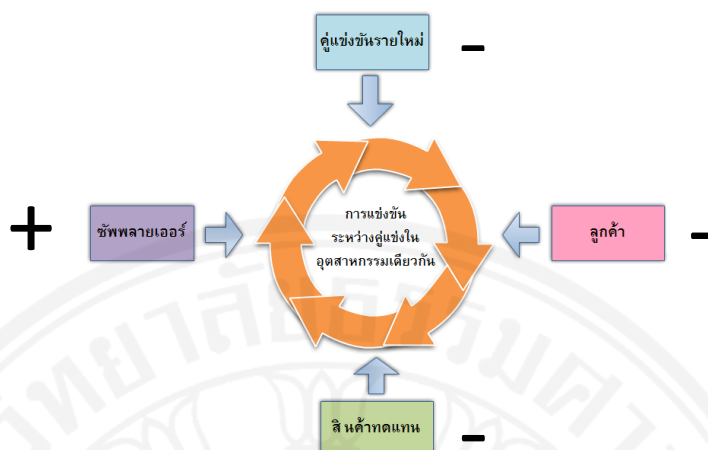 คู่แข่งขันรายใหม่
–
+
ซัพพลายเออร์
การแข่งขัน
ระหว่างคู่แข่งใน
อุตสาหกรรมเดียวกัน
ลูกค้า
–
สินค้าทดแทน
–